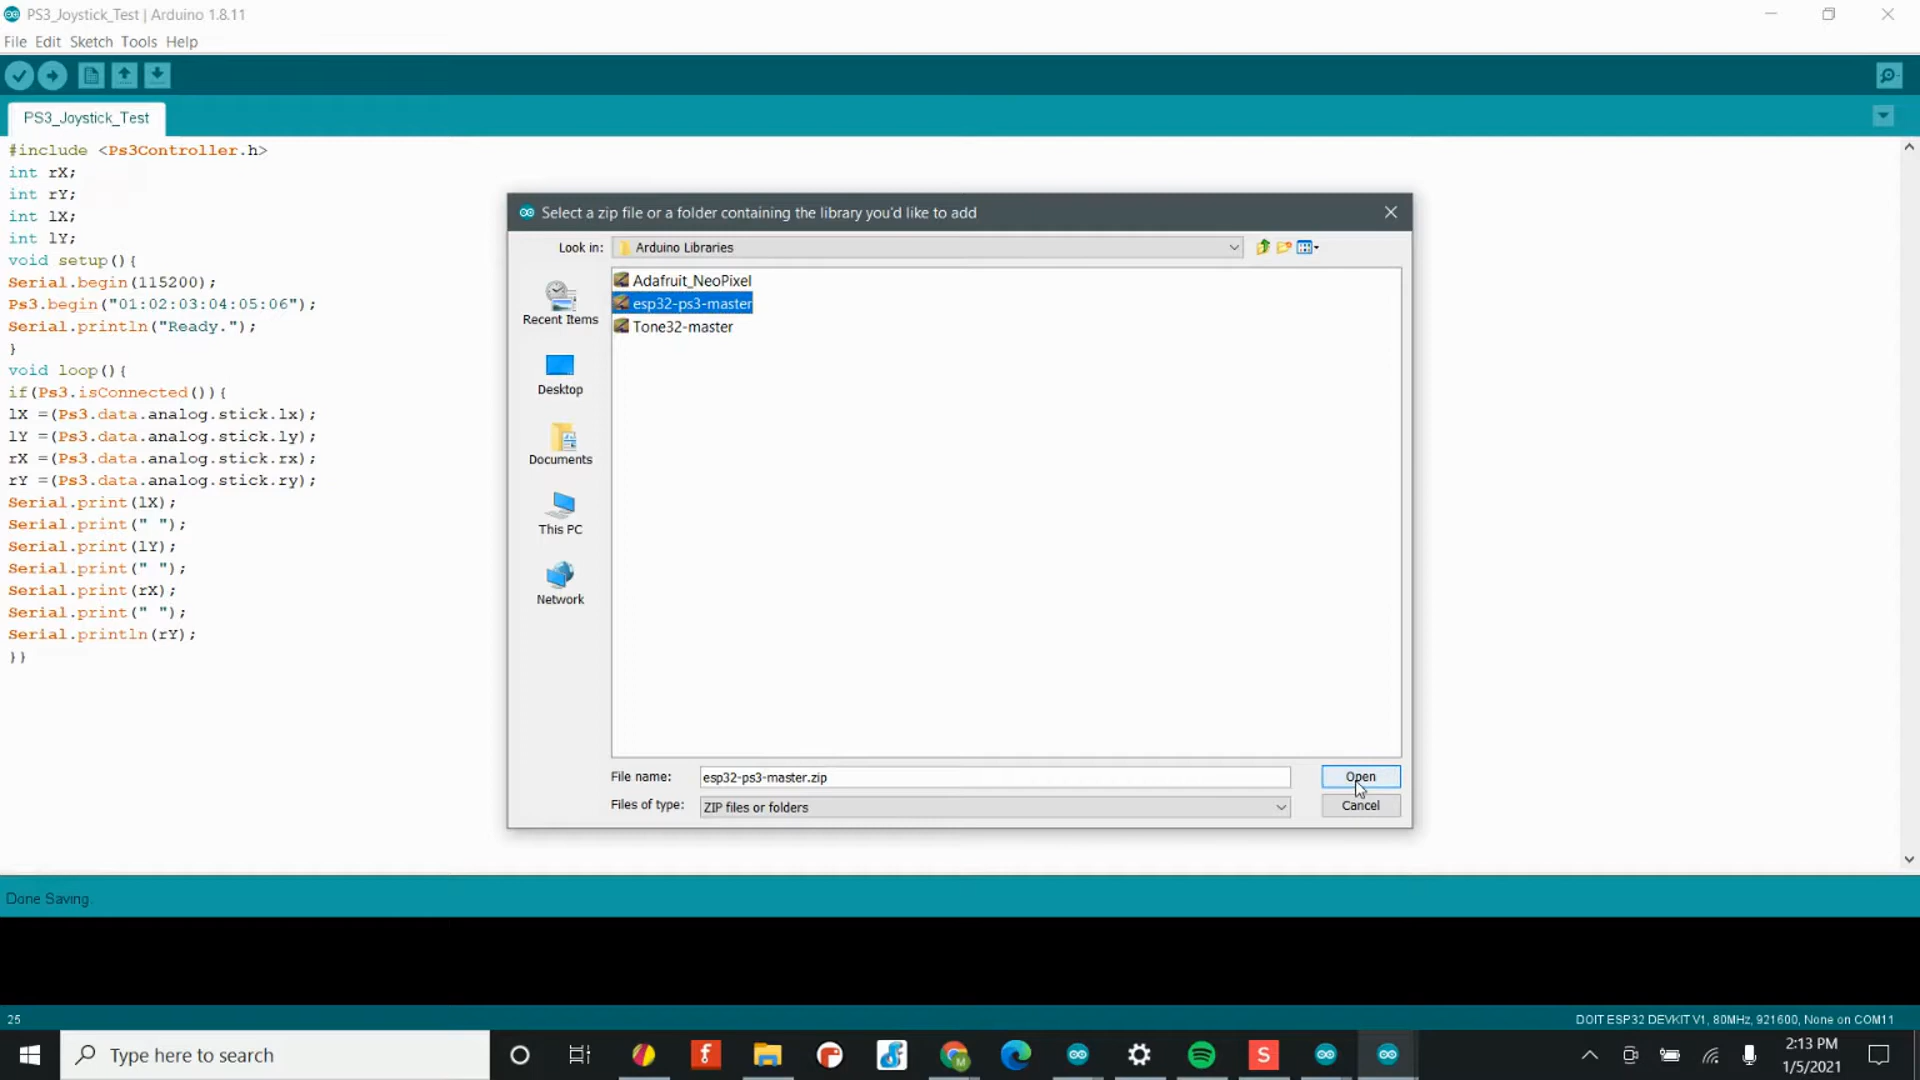 PS3_Joystick_Test | Arduino 1.8.11
File Edit Sketch Tools Help
PS3_Joystick_Test
#include <Ps3Controller.h>
int rX;
int rY;
int lX;
int lY;
void setup(){
Serial.begin(115200);
Ps3.begin("01:02:03:04:05:06");
Serial.println("Ready.");
}
void loop(){
if(Ps3.isConnected()){
lX =(Ps3.data.analog.stick.lx);
lY =(Ps3.data.analog.stick.ly);
rX =(Ps3.data.analog.stick.rx);
rY =(Ps3.data.analog.stick.ry);
Serial.print(lX);
Serial.print(" ");
Serial.print(lY);
Serial.print(" ");
Serial.print(rX);
Serial.print(" ");
Serial.println(rY);
}}
Select a zip file or a folder containing the library you'd like to add
Look in: Arduino Libraries
Recent Items
Desktop
Documents
This PC
Network
Adafruit_NeoPixel
esp32-ps3-master
Tone32-master
File name: esp32-ps3-master.zip
Open
Files of type: ZIP files or folders
Cancel
Done Saving.
25
DOIT ESP32 DEVKIT V1, 80MHz, 921600, None on COM11
Type here to search
2:13 PM
1/5/2021